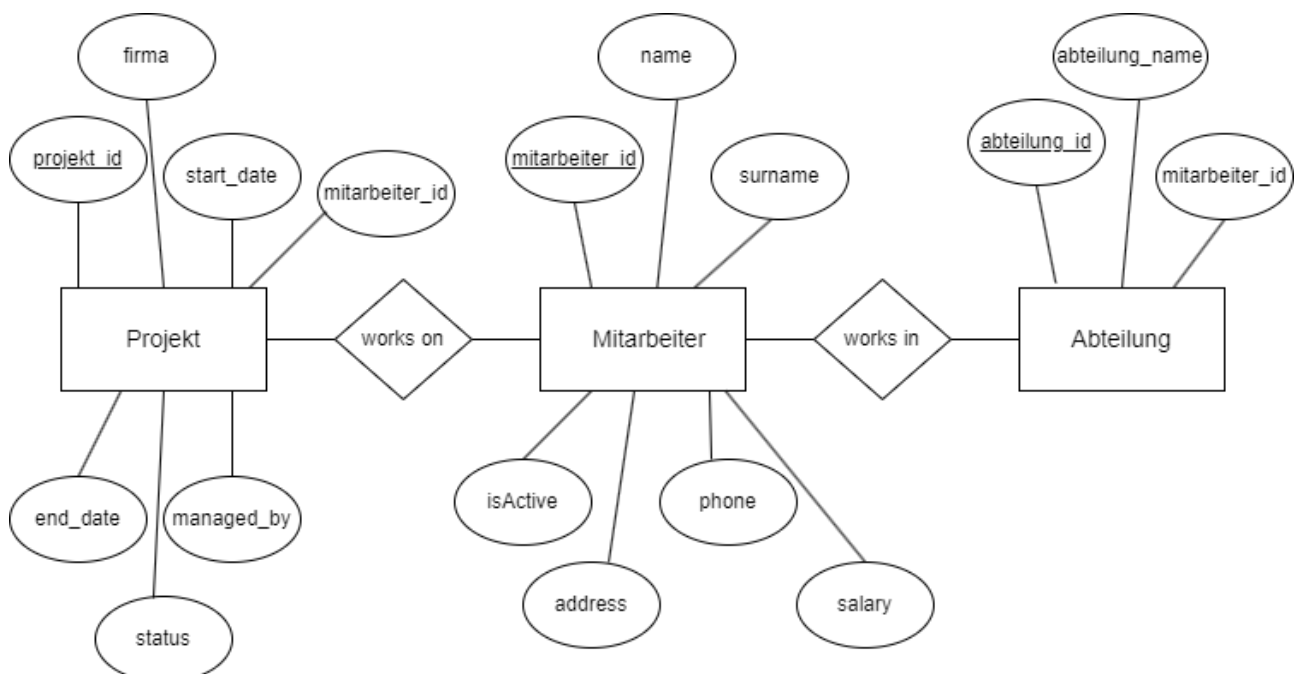 firma
name
abteilung_name
projekt_id
start_date
mitarbeiter_id
mitarbeiter_id
surname
abteilung_id
mitarbeiter_id
Projekt
works on
Mitarbeiter
works in
Abteilung
end_date
managed_by
isActive
phone
status
address
salary